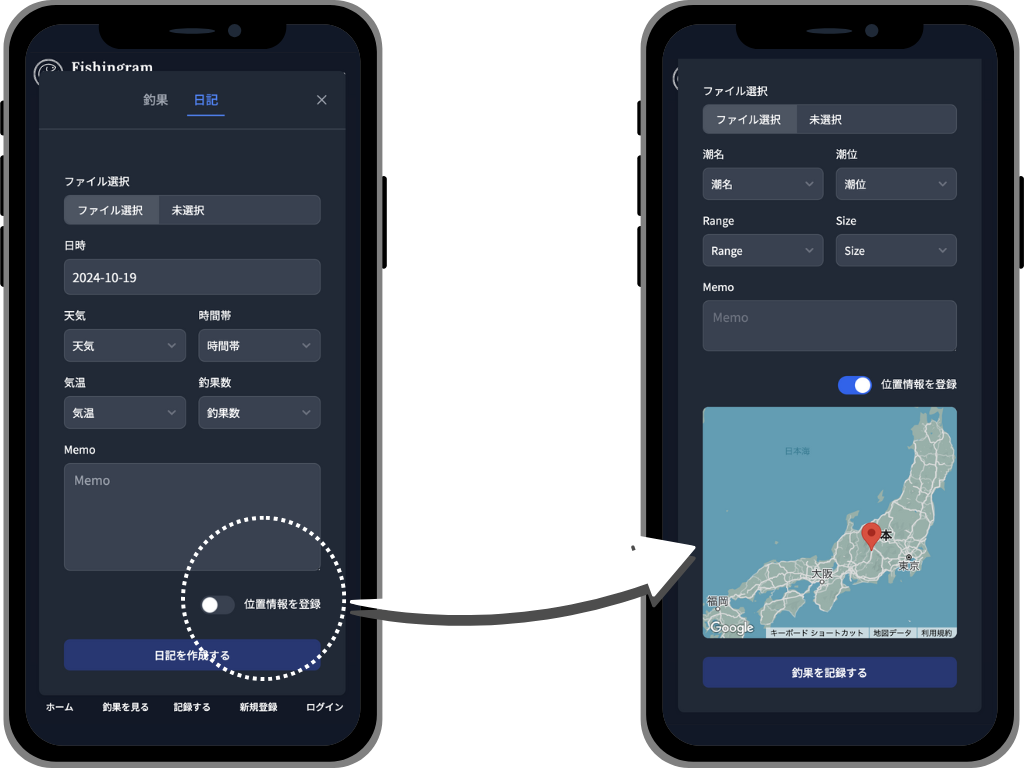 Fishingram
釣果 日記
ファイル選択
ファイル選択 未選択
日時
2024-10-19
天気 時間帯
天気 時間帯
気温 釣果数
気温 釣果数
Memo
Memo
位置情報を登録
日記を作成する
ホーム 釣果を見る 記録する 新規登録 ログイン
ファイル選択
ファイル選択 未選択
潮名 潮位
潮名 潮位
Range Size
Range Size
Memo
Memo
位置情報を登録
日本海
本
東京
大阪
福岡
Google
キーボード ショートカット 地図データ 利用規約
釣果を記録する